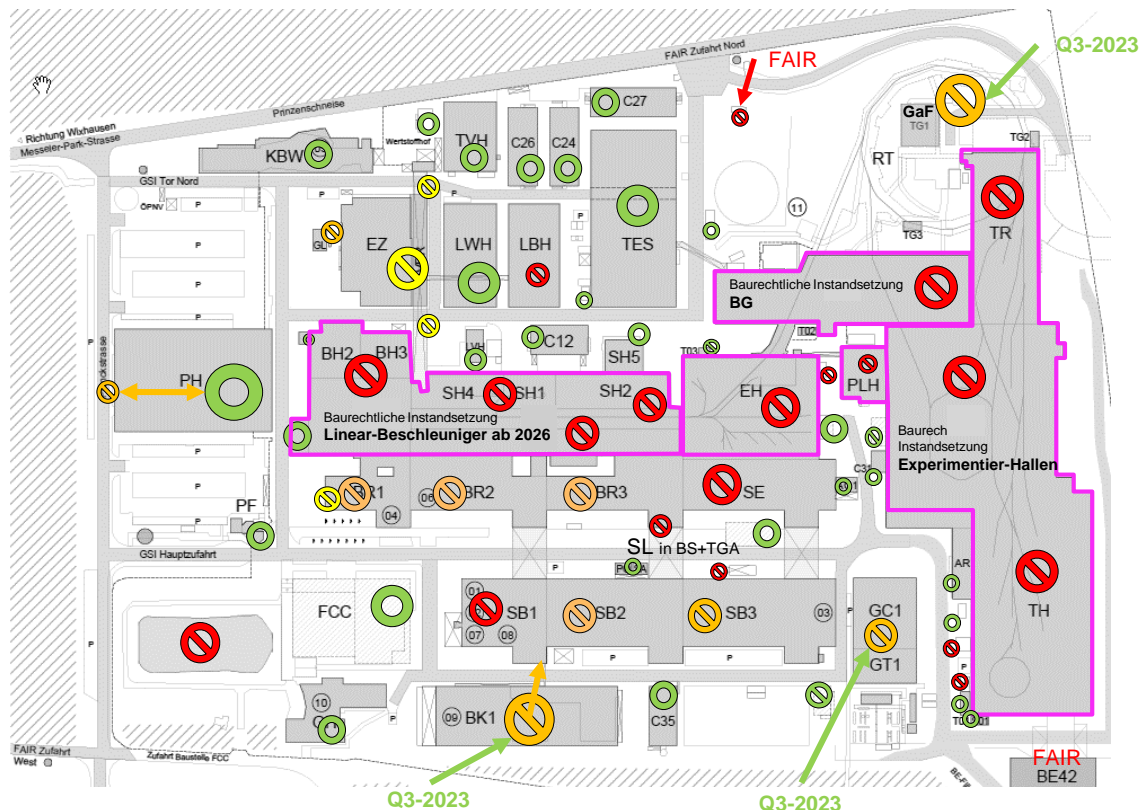 Q3-2023
FAIR Zufahrt Nord
FAIR
C27
GaF
TG1
Prinzenschneise
Richtung Wixhausen
Messeler-Park-Strasse
Wertstoffhof
TVH
C26
C24
TG2
KBW
RT
GSI Tor Nord
P
P
P
ÖPNV
P
11
TR
GL
EZ
LWH
LBH
TES
TG3
Baurechtliche Instandsetzung
BG
T02
LVH
C12
SH5
T03
BH2
BH3
PH
SH4
SH1
SH2
EH
PLH
Baurechtliche Instandsetzung
Linear-Beschleuniger ab 2026
Baurech
Instandsetzung
Experimentier-Hallen
BR1
06
BR2
BR3
SE
04
PF
P
GSI Hauptzufahrt
SL in BS+TGA
P
P
AR
FCC
01
SB1
SB2
SB3
03
GC1
TH
07
08
P
GT1
P
P
10
09
BK1
C35
P
FAIR Zufahrt
West
Zufahrt Baustelle FCC
FAIR
BE42
Q3-2023
Q3-2023